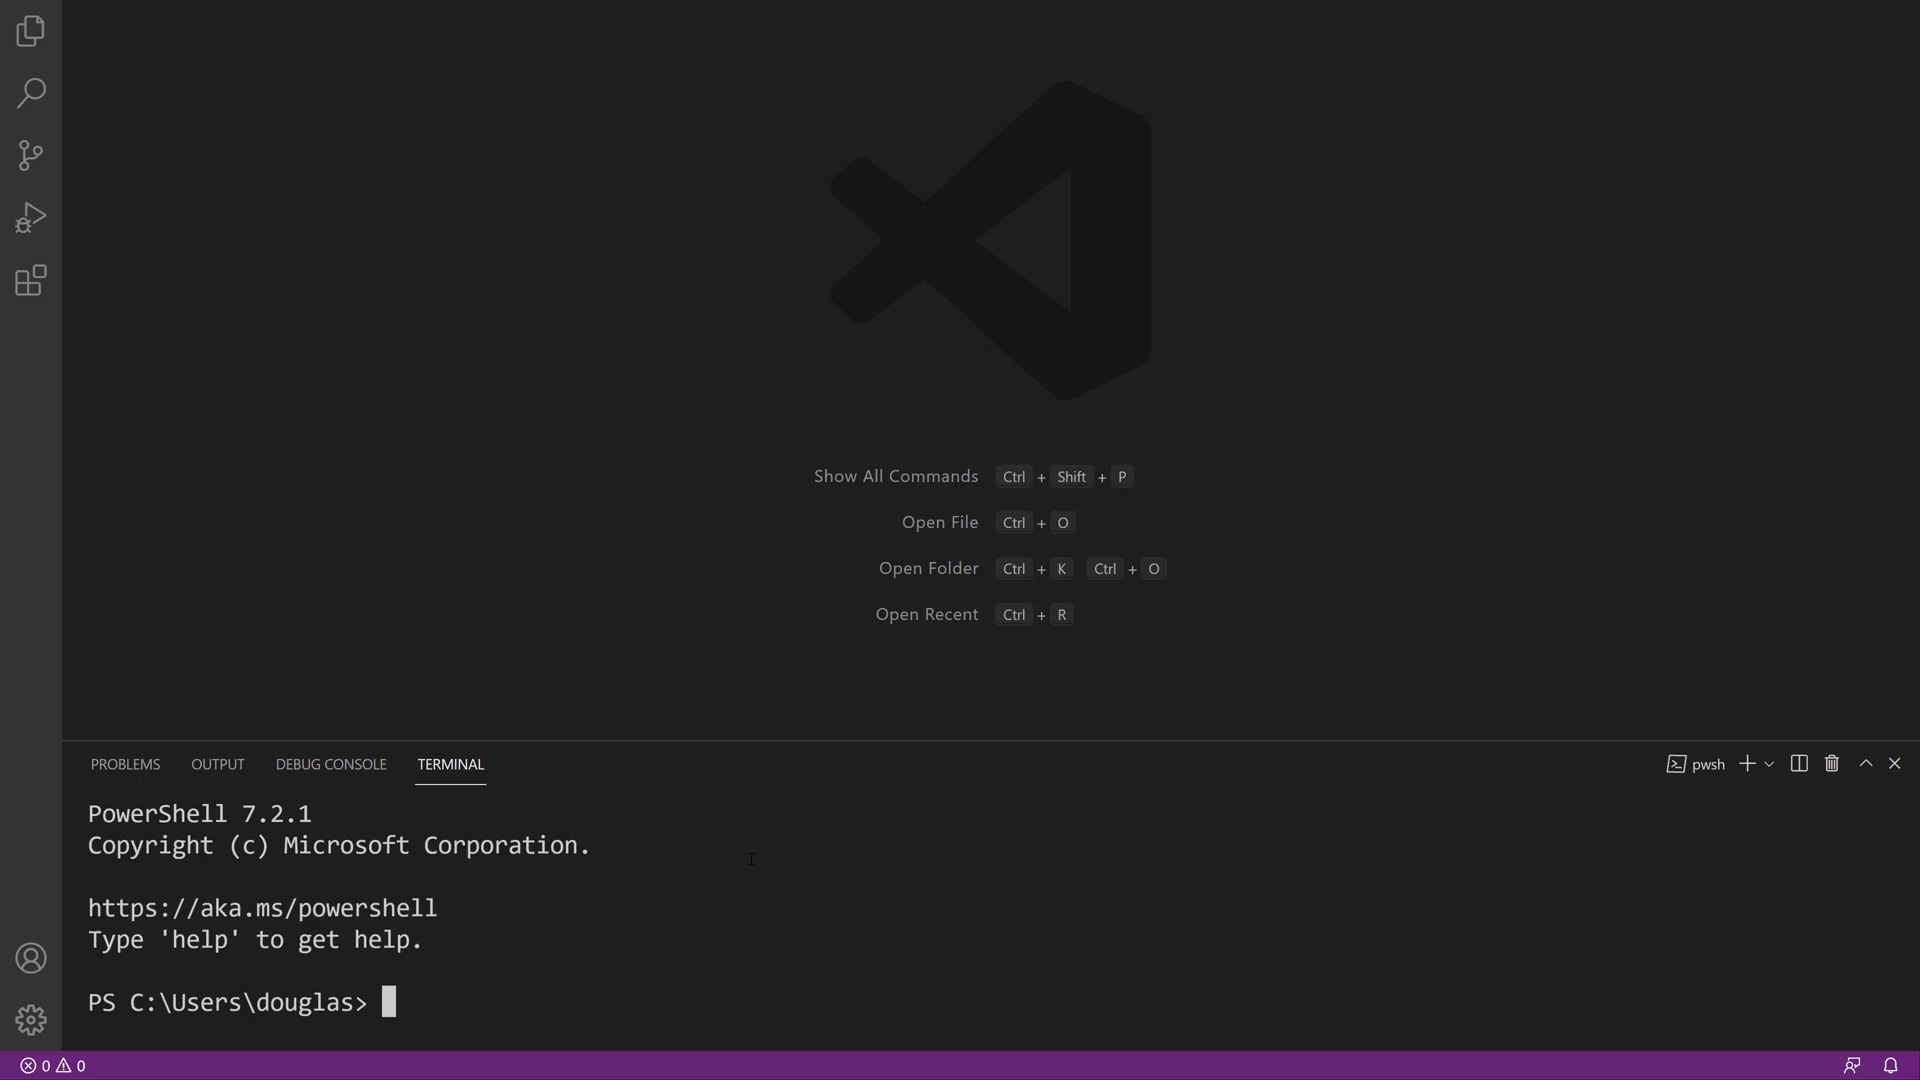 Show All Commands Ctrl + Shift + P
Open File Ctrl + O
Open Folder Ctrl + K Ctrl + O
Open Recent Ctrl + R
PROBLEMS OUTPUT DEBUG CONSOLE TERMINAL pwsh
PowerShell 7.2.1
Copyright (c) Microsoft Corporation.
https://aka.ms/powershell
Type 'help' to get help.
PS C:\Users\douglas>
0 0